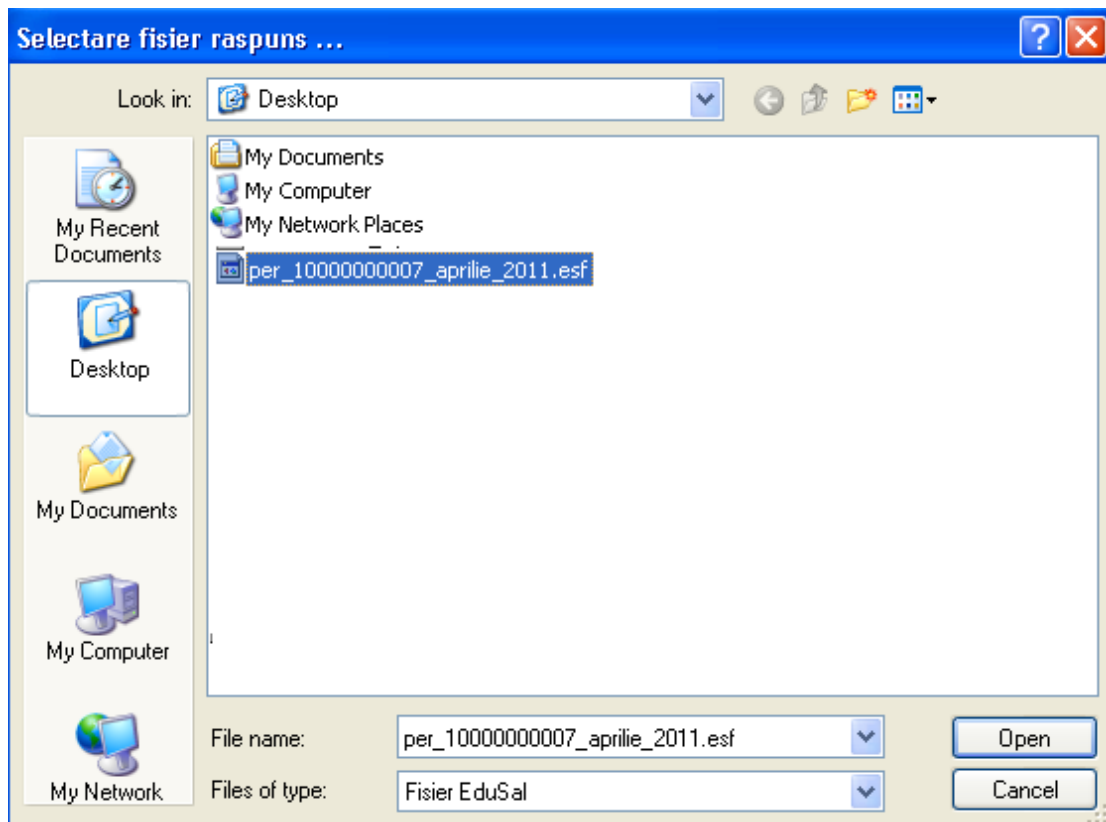 Selectare fisier raspuns ...
Look in:
Desktop
My Recent
Documents
Desktop
My Documents
My Computer
My Network
My Documents
My Computer
My Network Places
per_10000000007_aprilie_2011.esf
File name:
per_10000000007_aprilie_2011.esf
Open
Files of type:
Fisier EduSal
Cancel